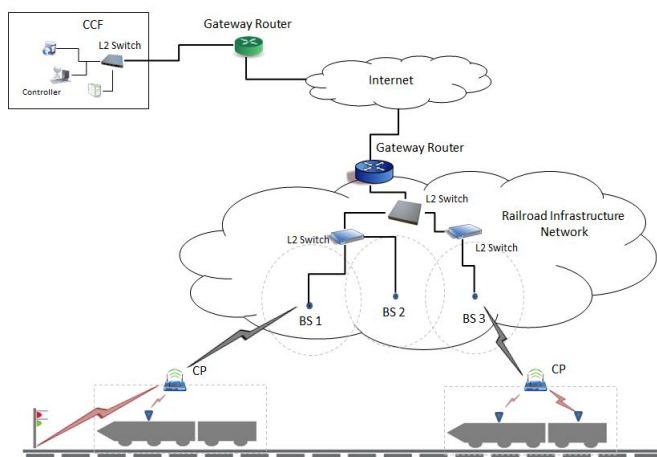 CCF
L2 Switch
Controller
Gateway Router
Internet
Gateway Router
L2 Switch
Railroad Infrastructure
Network
L2 Switch
L2 Switch
BS 1
BS 2
BS 3
CP
CP